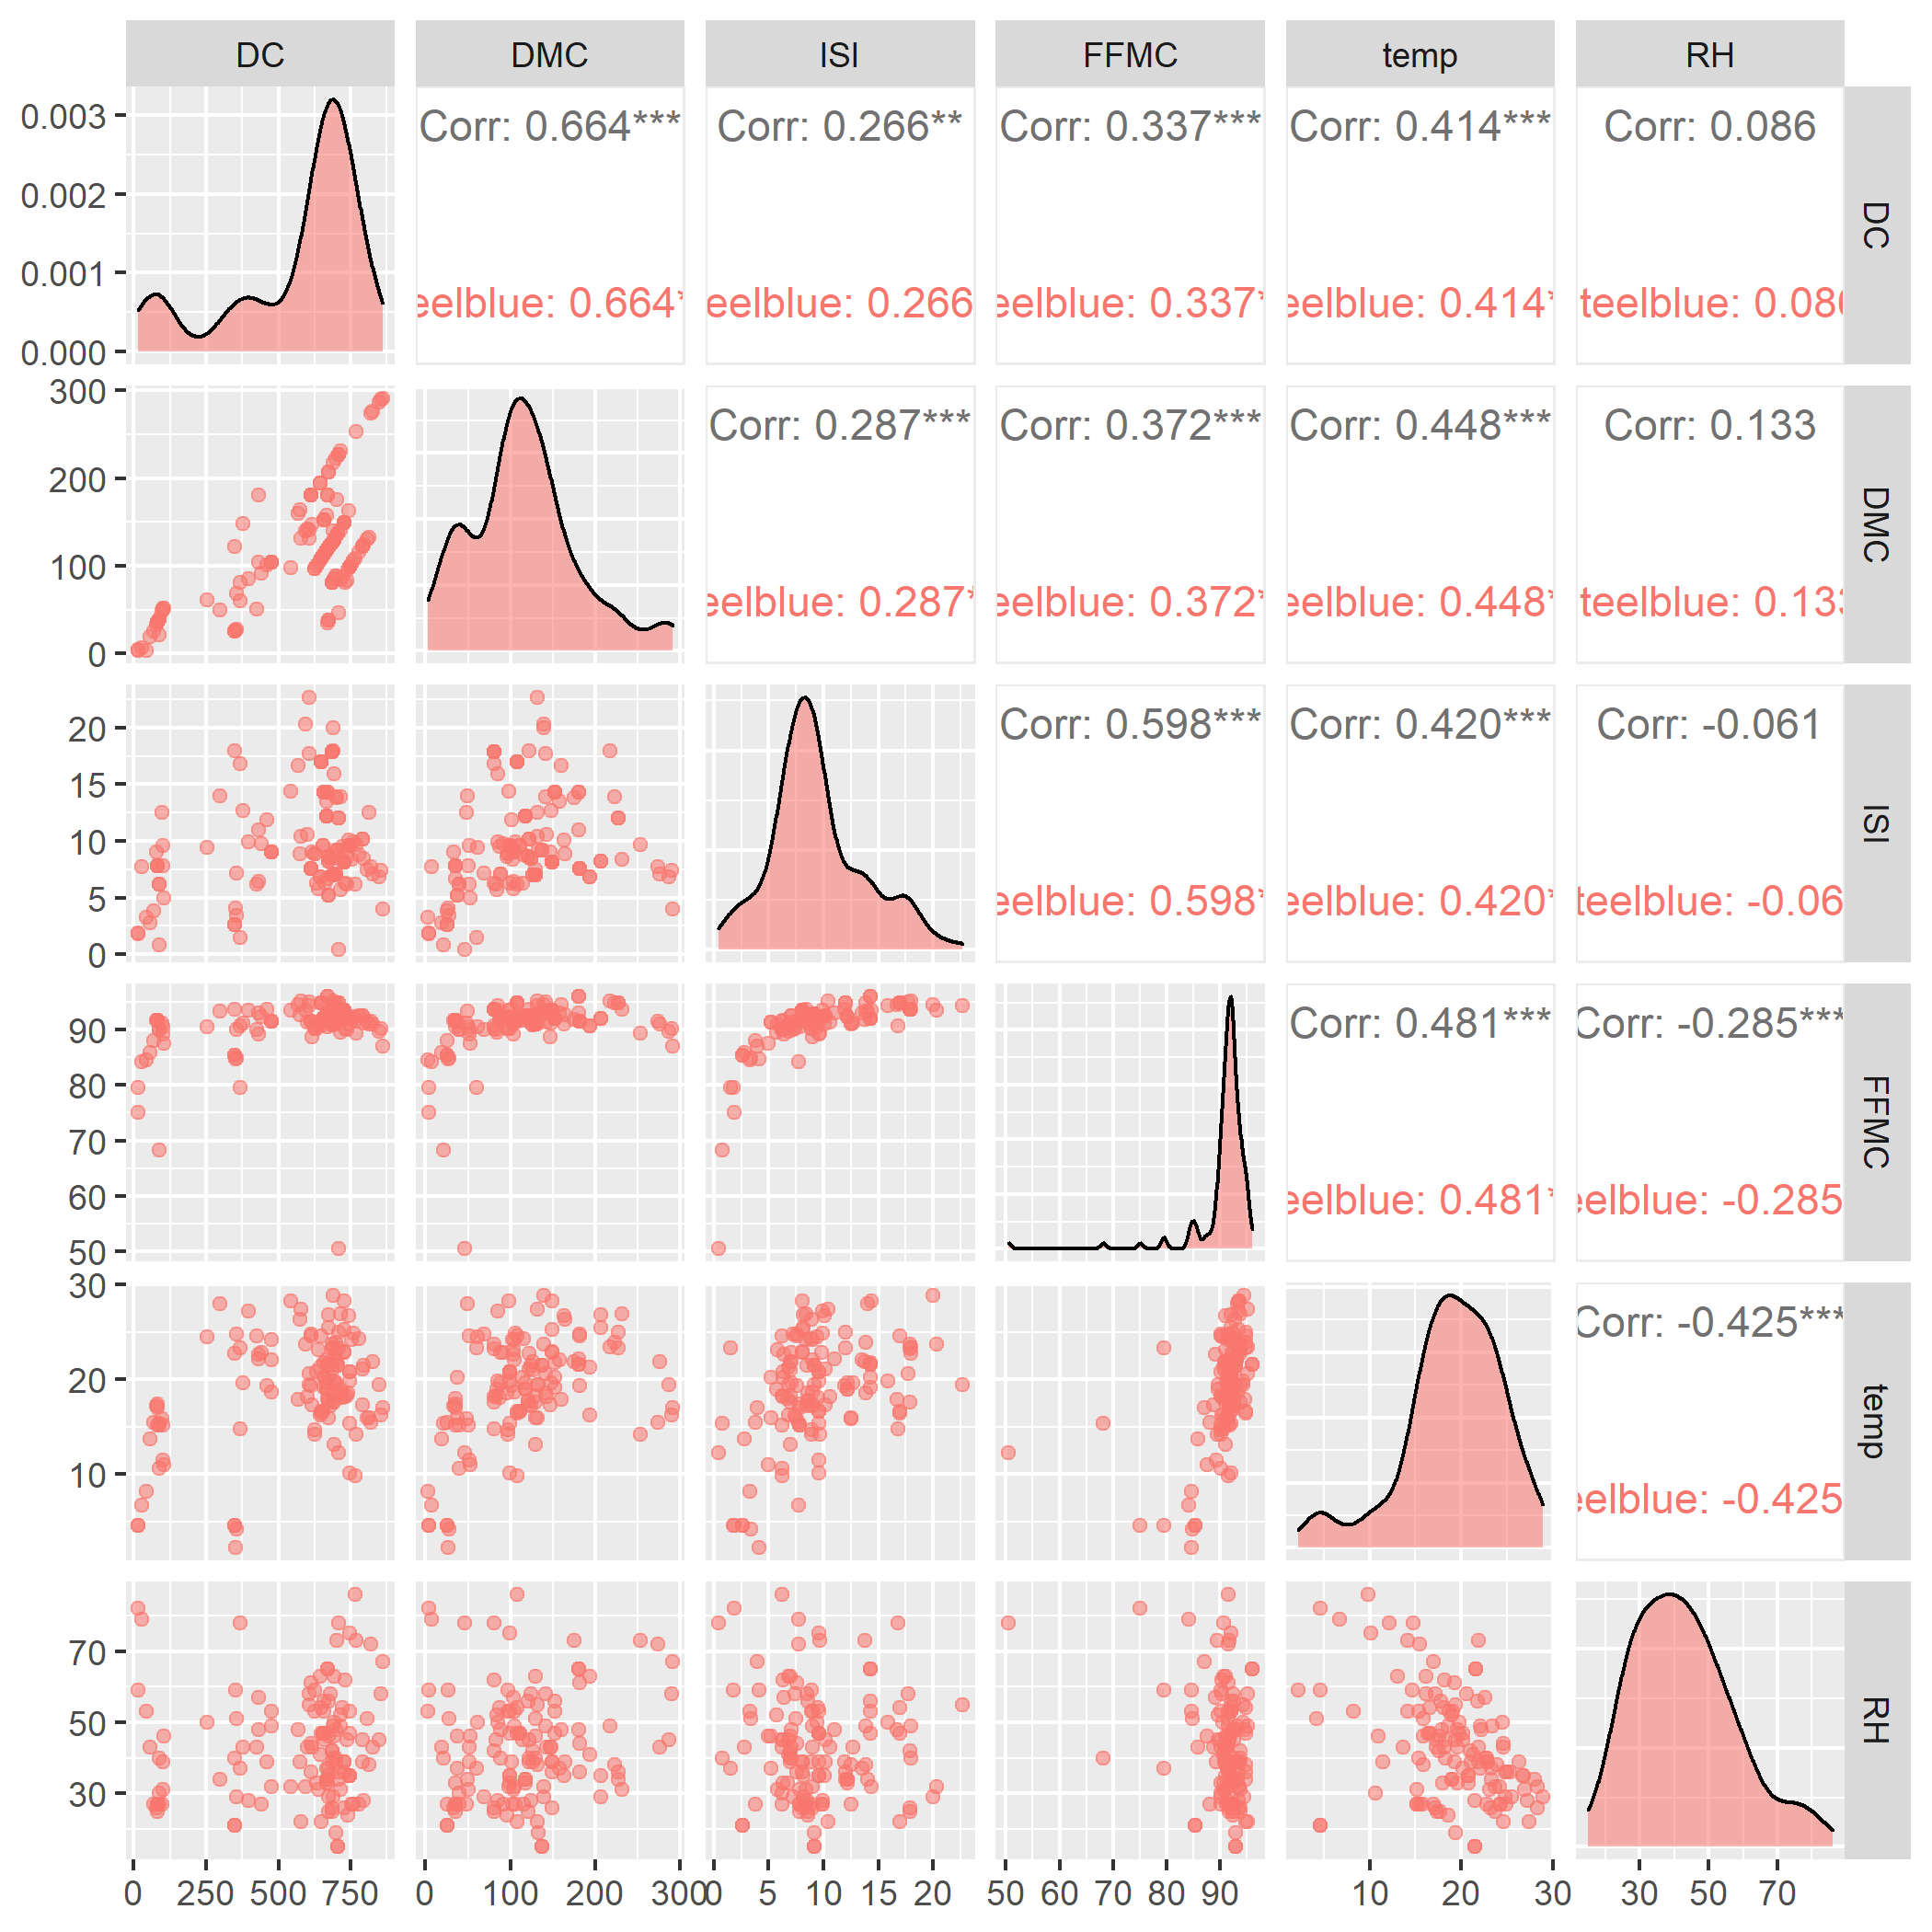 DC DMC ISI FFMC temp RH
0.003
0.002
0.001
0.000
Corr: 0.664*** Corr: 0.266** Corr: 0.337*** Corr: 0.414*** Corr: 0.086
eelblue: 0.664* eelblue: 0.266 eelblue: 0.337* eelblue: 0.414* teelblue: 0.086
DC
300
200
100
0
Corr: 0.287*** Corr: 0.372*** Corr: 0.448*** Corr: 0.133
eelblue: 0.287* eelblue: 0.372* eelblue: 0.448* teelblue: 0.133
DMC
20
15
10
5
0
Corr: 0.598*** Corr: 0.420*** Corr: -0.061
eelblue: 0.598* eelblue: 0.420* teelblue: -0.06
ISI
90
80
70
60
50
Corr: 0.481*** Corr: -0.285***
eelblue: 0.481* eelblue: -0.285
FFMC
30
20
10
Corr: -0.425***
eelblue: -0.425
temp
70
50
30
RH
0 250 500 750 0 100 200 300 0 5 10 15 20 50 60 70 80 90 10 20 30 30 50 70